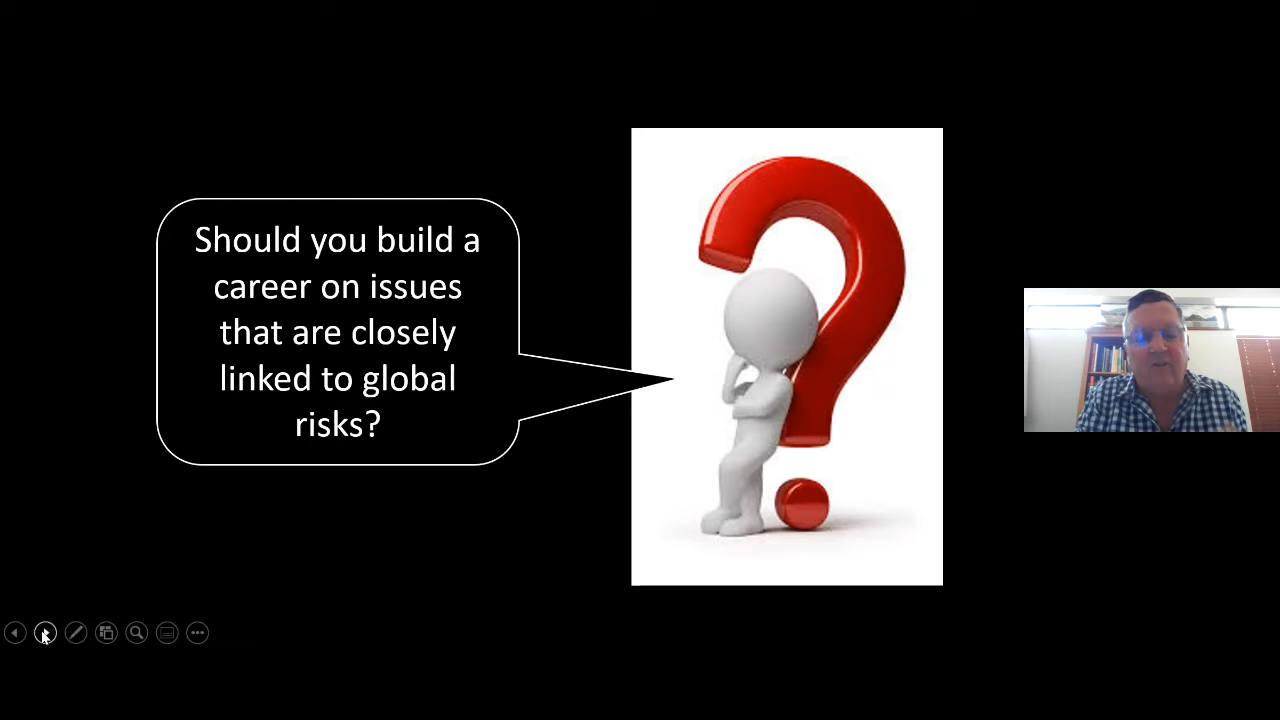 Should you build a
career on issues
that are closely
linked to global
risks?